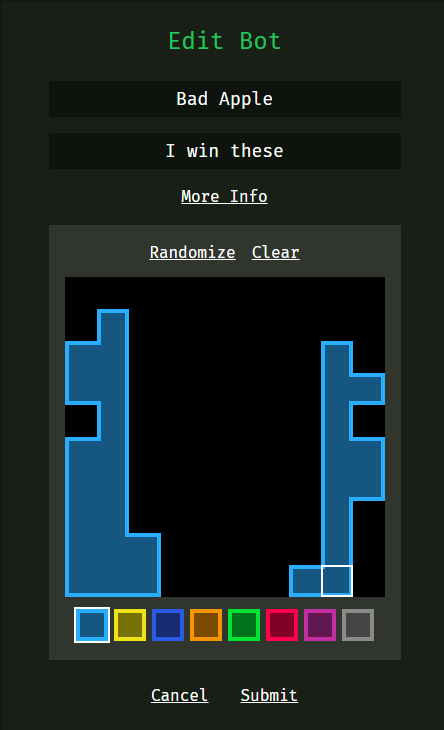 Edit Bot
Bad Apple
I win these
More Info
Randomize Clear
Cancel Submit